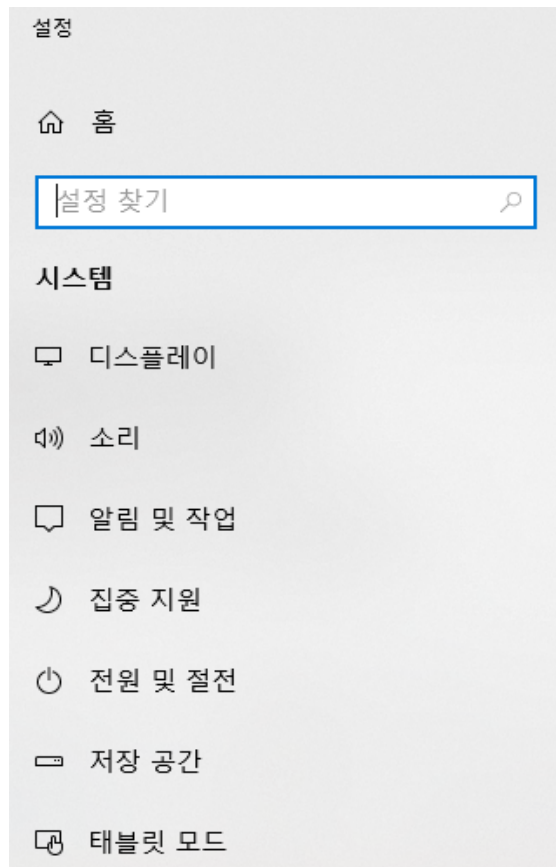 설정
홈
설정 찾기
시스템
디스플레이
소리
알림 및 작업
집중 지원
전원 및 절전
저장 공간
태블릿 모드